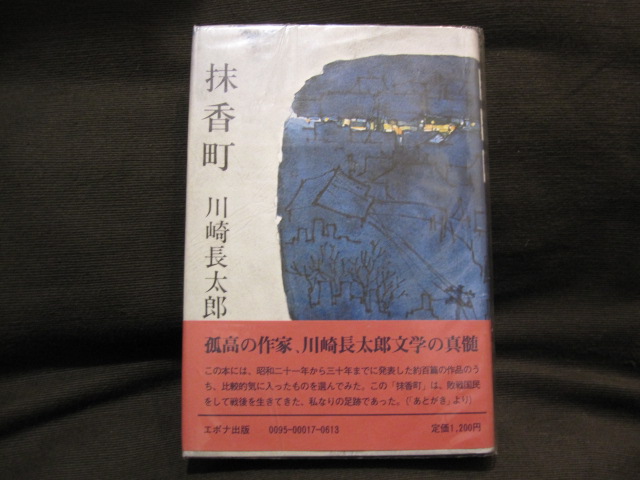 抹香町
川崎長太郎
孤高の作家、川崎長太郎文学の真髄
この本には、昭和二十一年から三十年までに発表した約百篇の作品のう
ち、比較的気に入ったものを選んでみた。この「抹香町」は、敗戦国民
をして戦後を生きてきた。私なりの足跡であった。(「あとがき」より)
エポナ出版 0095-00017-0613 定価1,200円